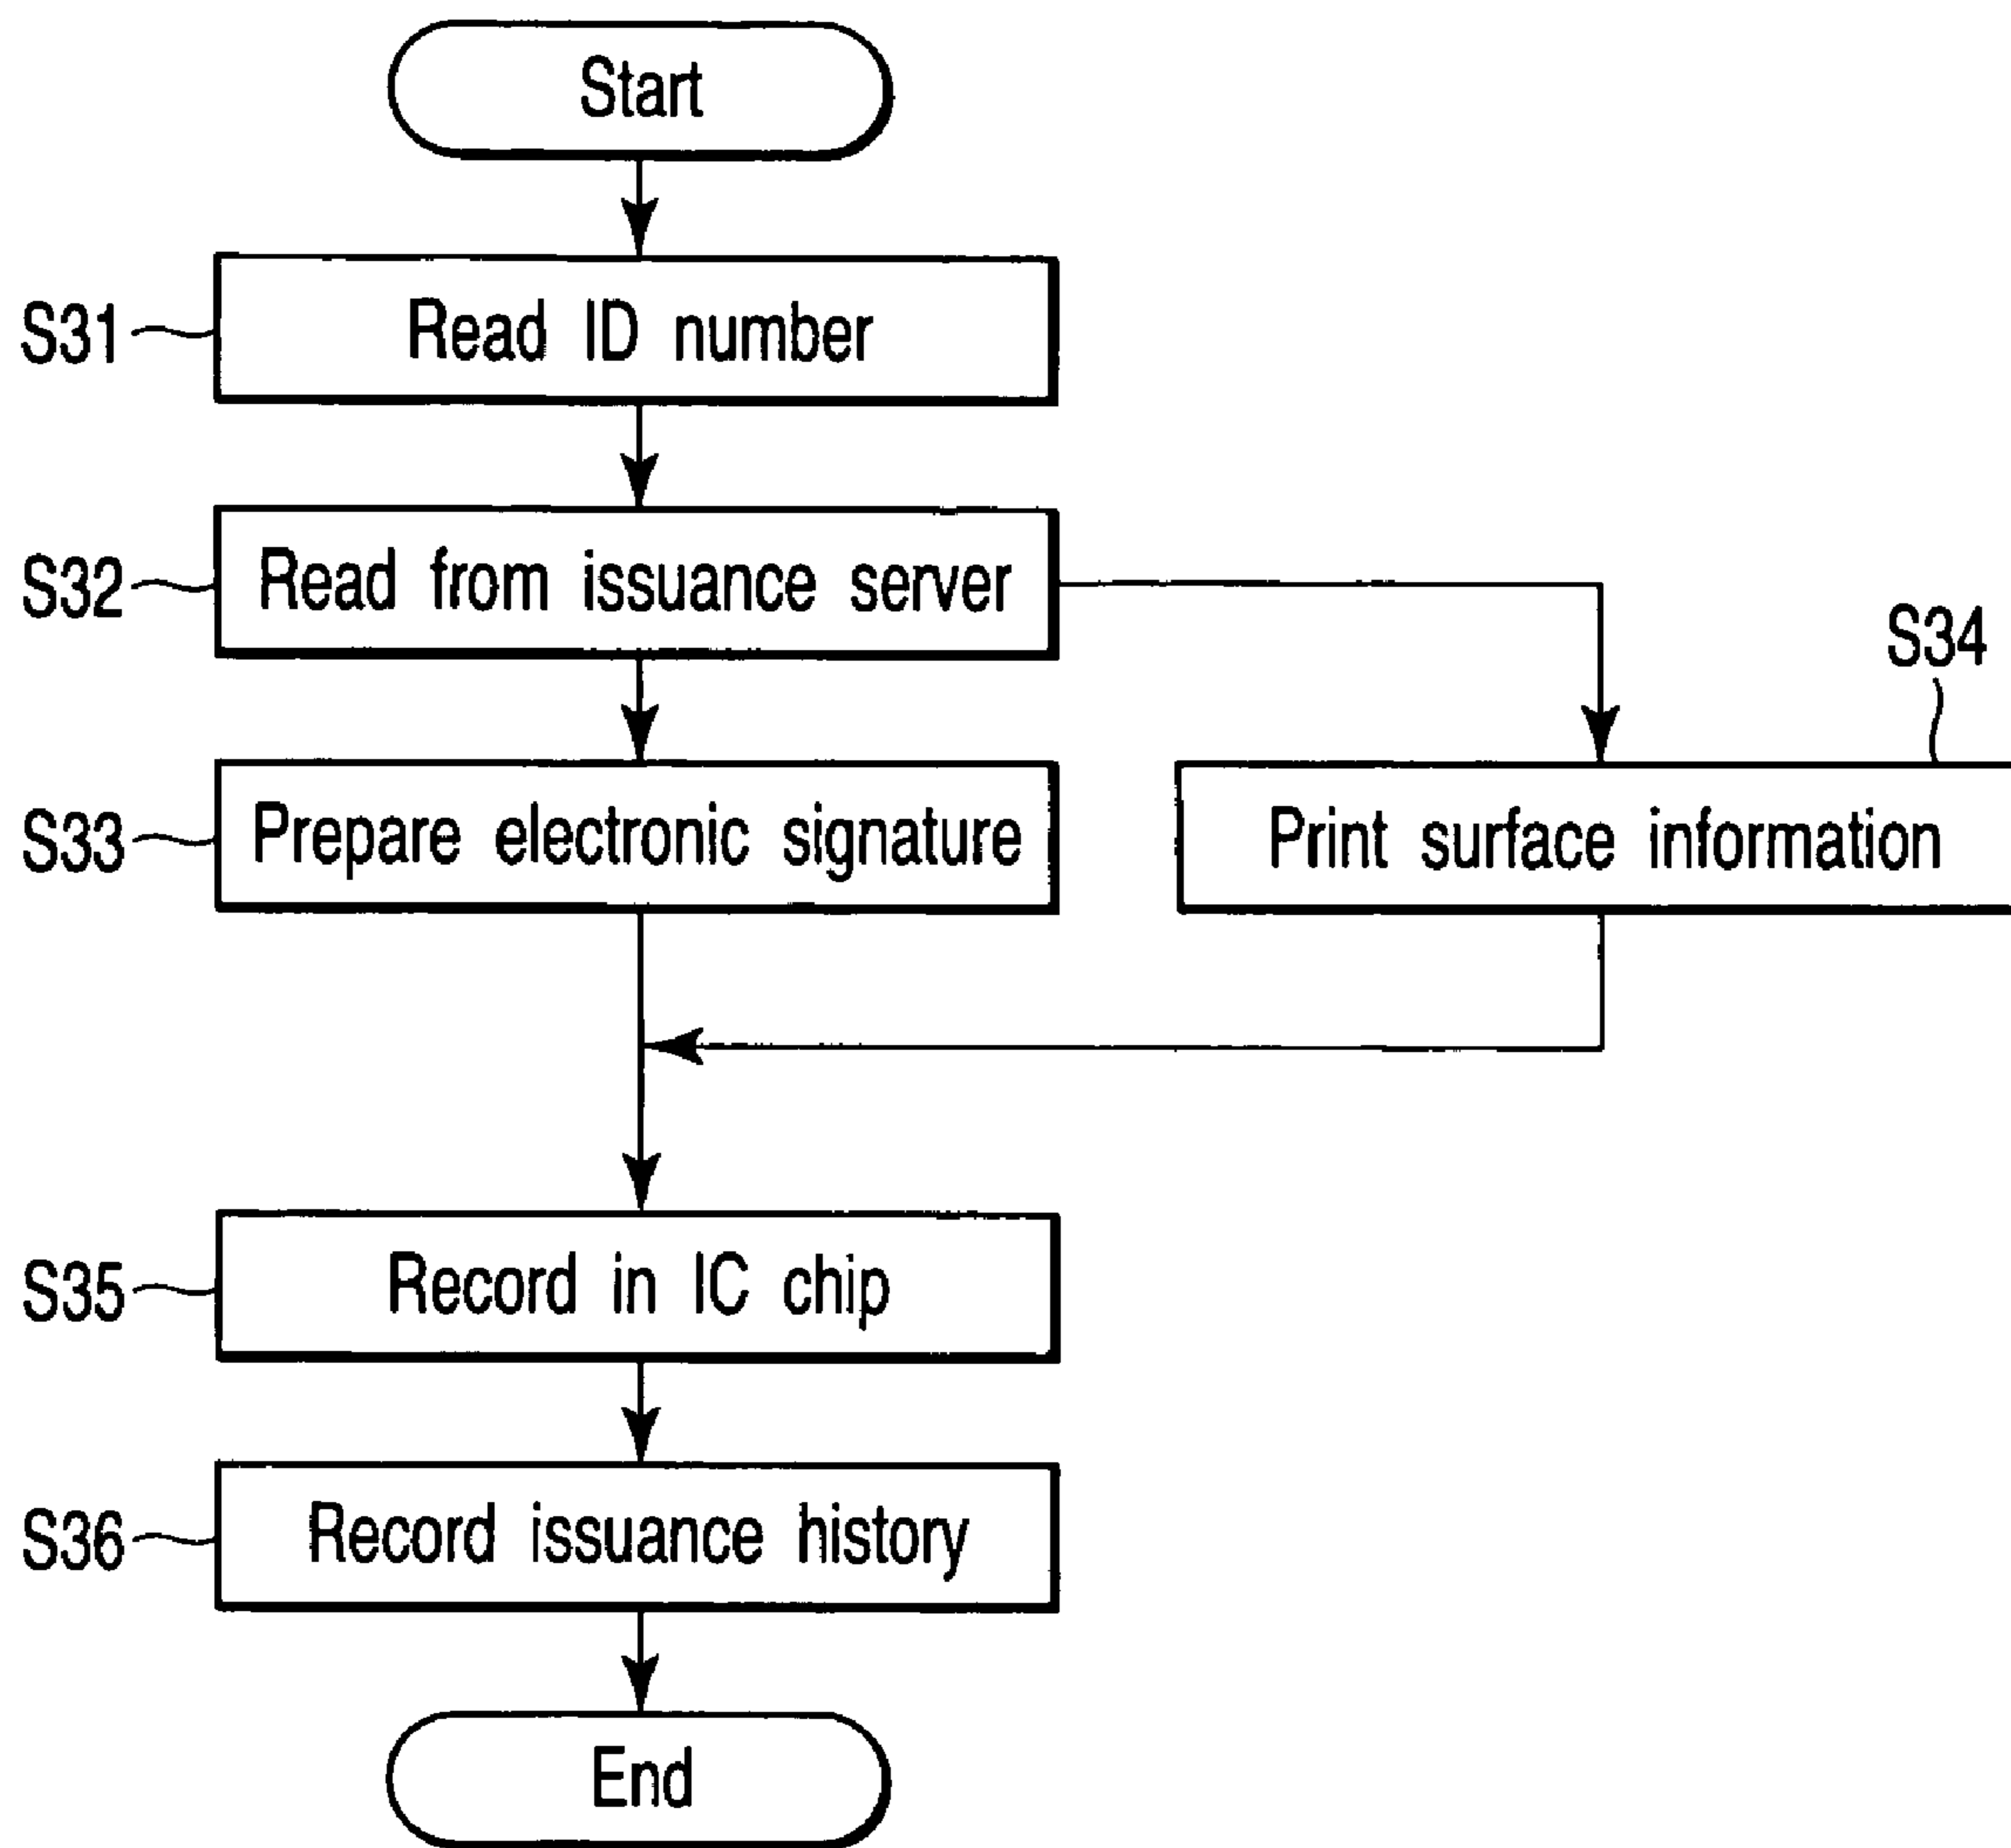 Start
S31
Read ID number
S32
Read from issuance server
S34
S33
Prepare electronic signature
Print surface information
S35
Record in IC chip
S36
Record issuance history
End